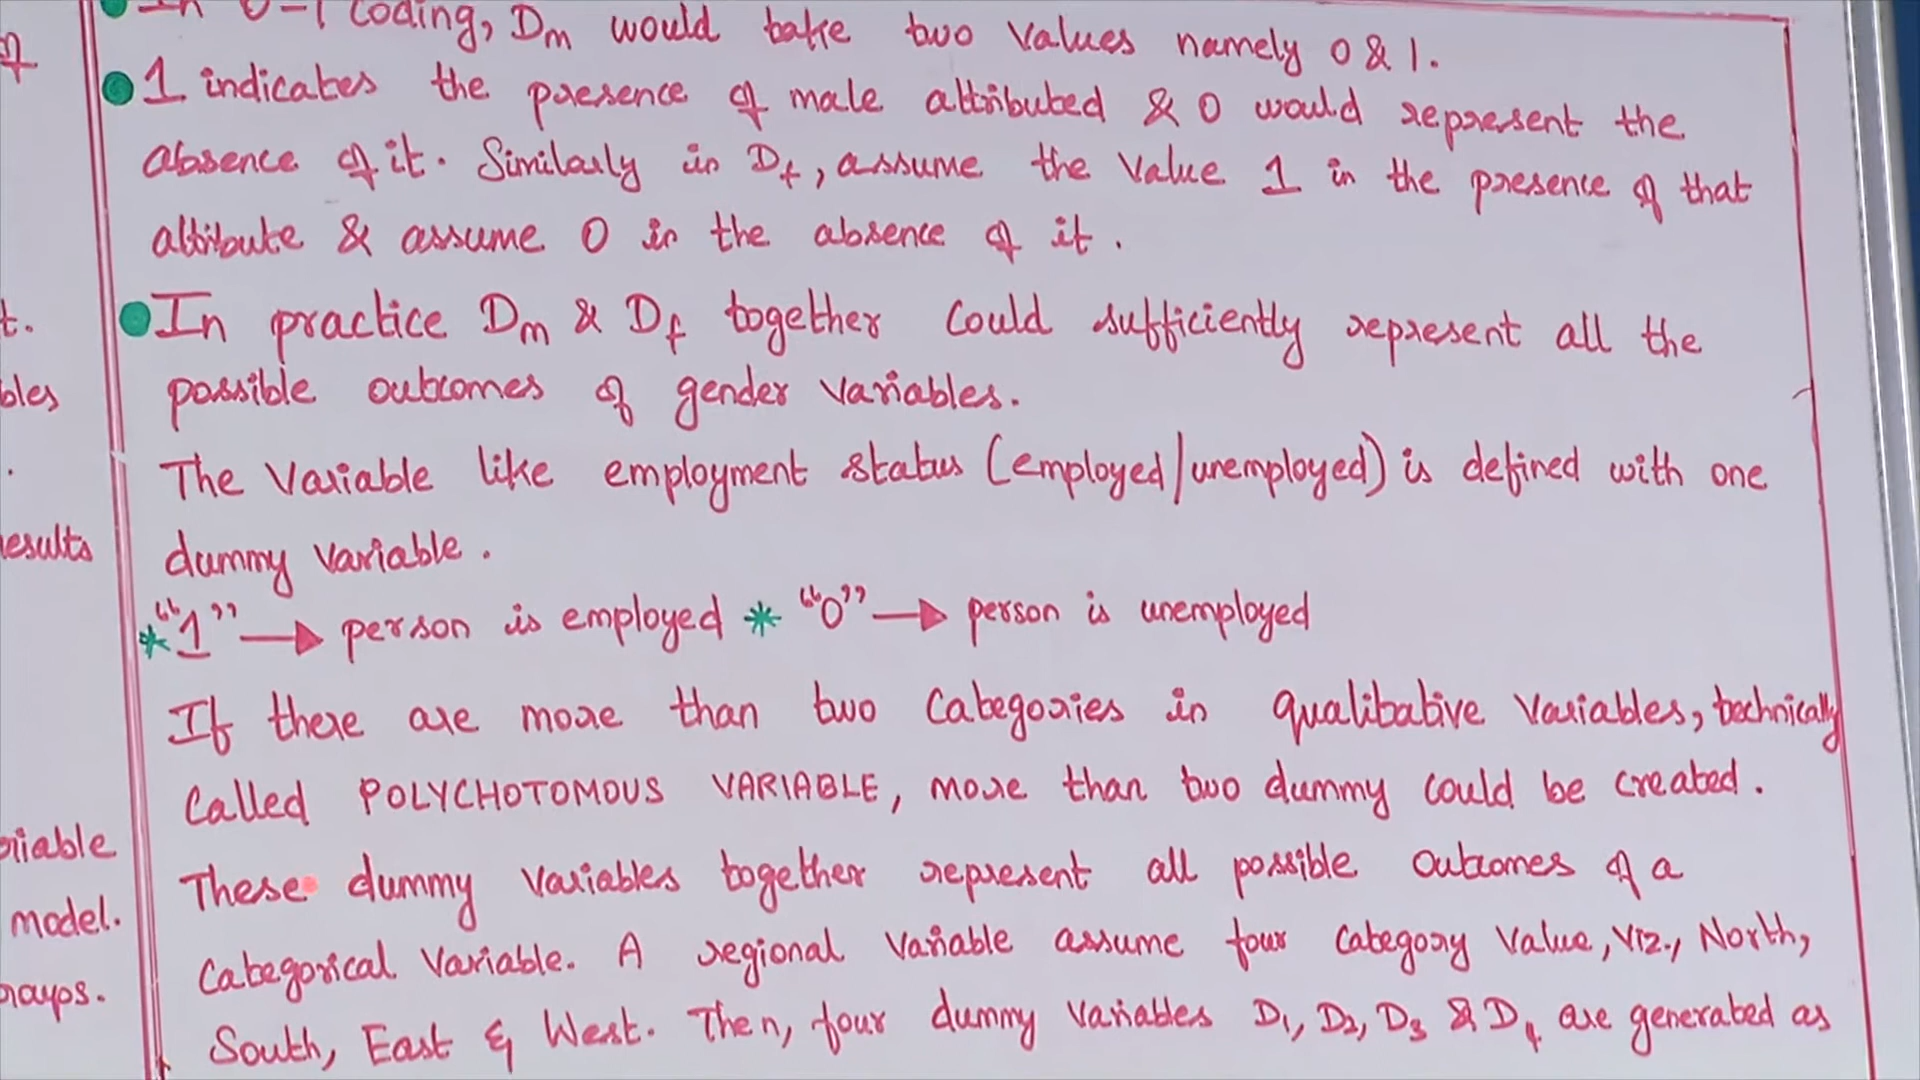 In 0-1 Coding, Dm would take two values namely 0 & 1.
1 indicates the presence of male attributed & 0 would represent the
absence of it. Similarly in Df, assume the value 1 in the presence of that
attribute & assume 0 in the absence of it.
In practice Dm & Df together could sufficiently represent all the
possible outcomes of gender variables.
The Variable like employment status (employed/unemployed) is defined with one
dummy variable.
* "1" → person is employed * "0" → person is unemployed
If there are more than two Categories in qualitative variables, technically
Called POLYCHOTOMOUS VARIABLE, more than two dummy could be created.
These dummy variables together represent all possible outcomes of a
Categorical Variable. A regional variable assume four category value, viz., North,
South, East & West. Then, four dummy variables D1, D2, D3 & D4 are generated as
t.
bles
esults
riable
model.
roups.